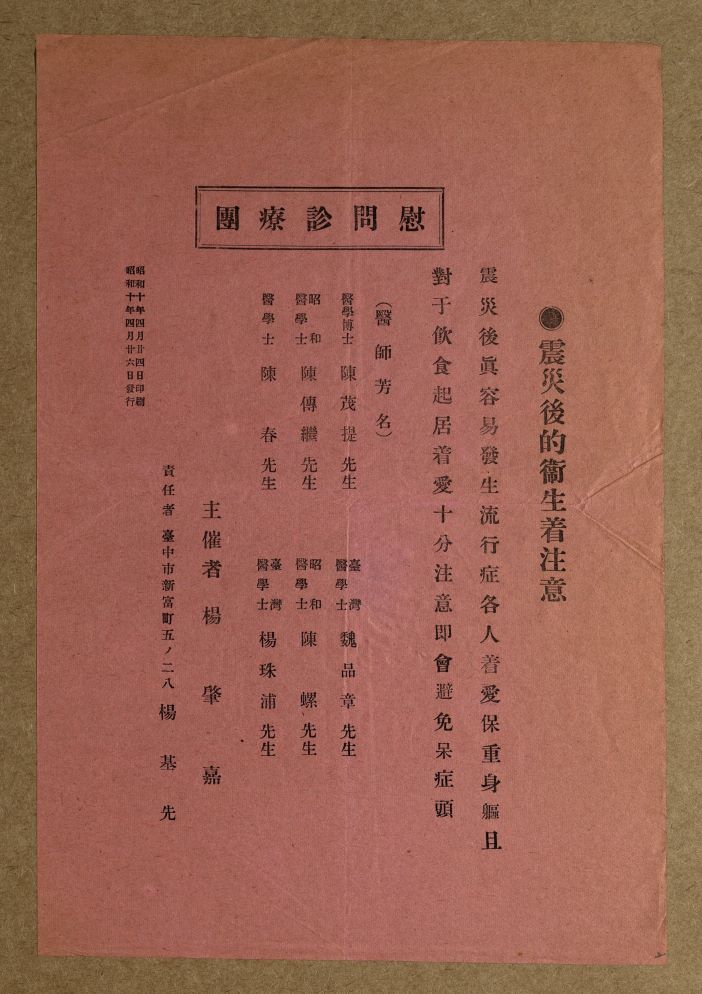 ●震災後的衞生着注意
震災後眞容易發生流行症各人着愛保重身軀且
對于飲食起居着愛十分注意即會避免呆症頭
慰問診療團
(醫師芳名)
醫學博士 陳茂提先生
臺灣醫學士 魏品章先生
昭和醫學士 陳傳繼先生
昭和醫學士 陳螺先生
醫學士 陳春先生
臺灣醫學士 楊珠浦先生
主催者 楊肇嘉
責任者 臺中市新富町五ノ二八 楊基先
昭和十年四月廿四日印刷
昭和十年四月廿六日發行